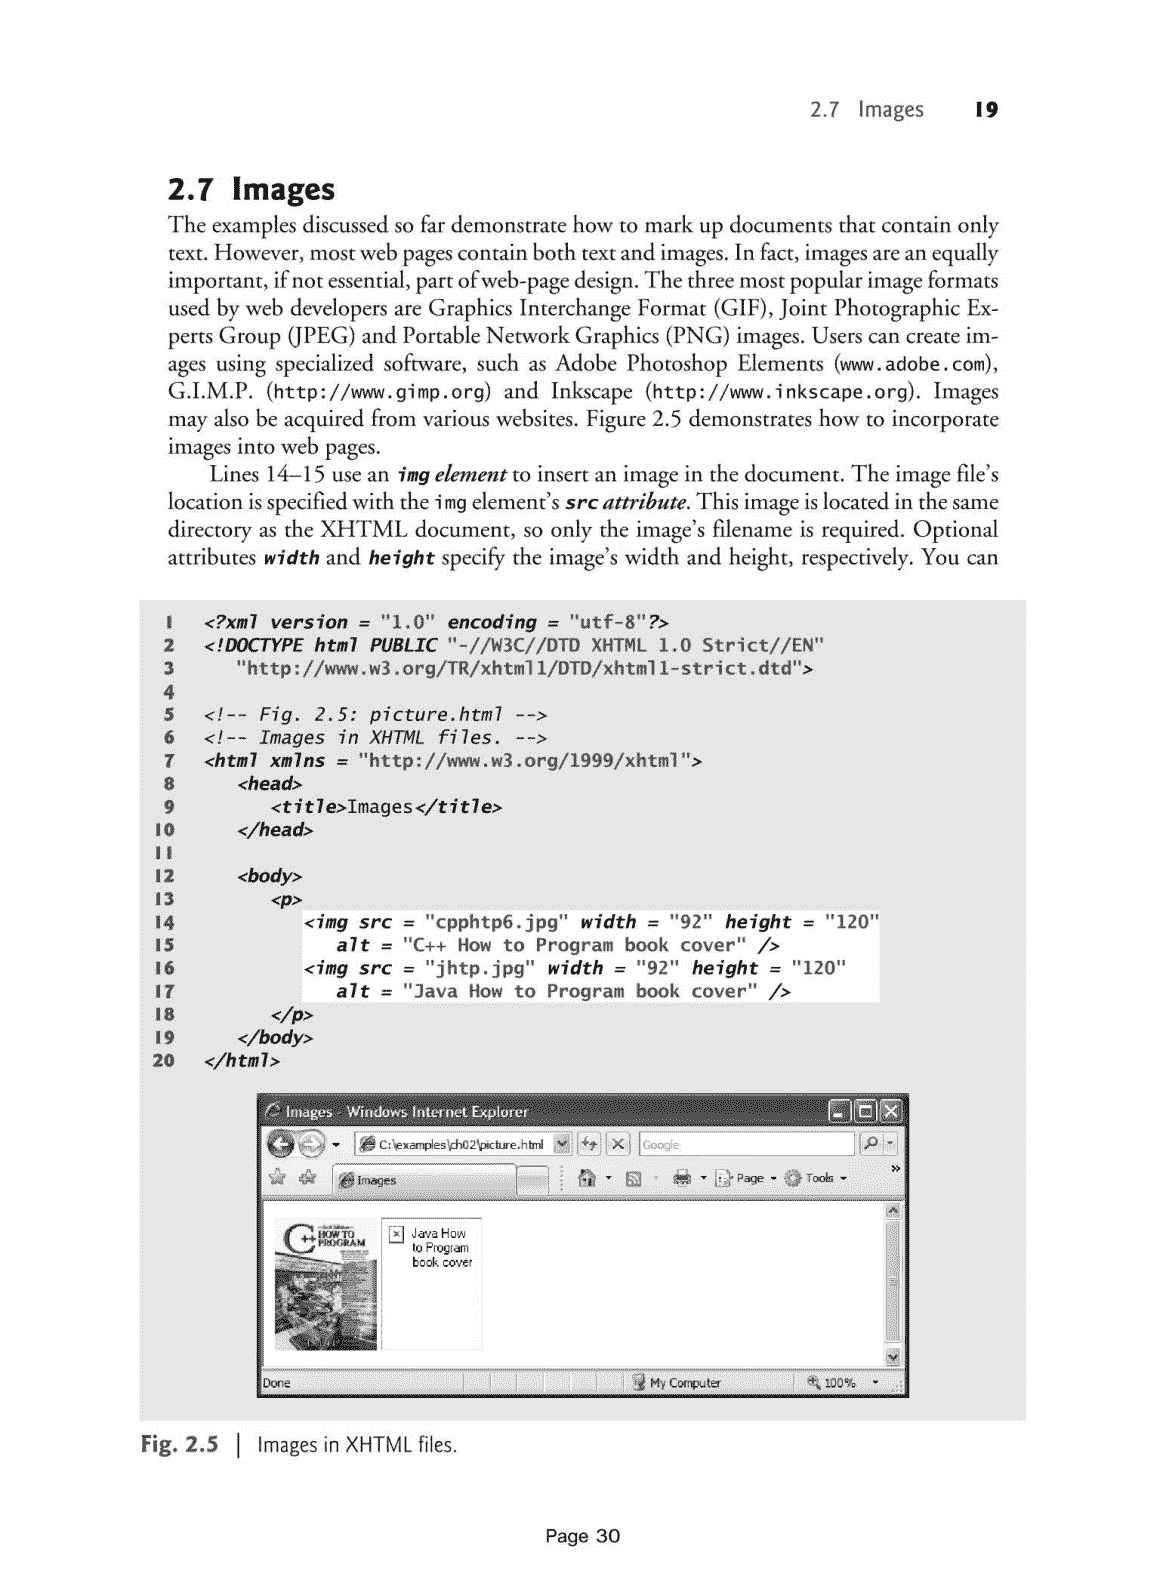 2.7 Images 19
2.7 Images
The examples discussed so far demonstrate how to mark up documents that contain only
text. However, most web pages contain both text and images. In fact, images are an equally
important, if not essential, part of web-page design. The three most popular image formats
used by web developers are Graphics Interchange Format (GIF), Joint Photographic Ex-
perts Group (JPEG) and Portable Network Graphics (PNG) images. Users can create im-
ages using specialized software, such as Adobe Photoshop Elements (www.adobe.com),
G.I.M.P. (http://www.gimp.org) and Inkscape (http://www.inkscape.org). Images
may also be acquired from various websites. Figure 2.5 demonstrates how to incorporate
images into web pages.
Lines 14–15 use an img element to insert an image in the document. The image file's
location is specified with the img element's src attribute. This image is located in the same
directory as the XHTML document, so only the image's filename is required. Optional
attributes width and height specify the image's width and height, respectively. You can
1 <?xml version = "1.0" encoding = "utf-8"?>
2 <!DOCTYPE html PUBLIC "-//W3C//DTD XHTML 1.0 Strict//EN"
3 "http://www.w3.org/TR/xhtml1/DTD/xhtml1-strict.dtd">
4
5 <!-- Fig. 2.5: picture.html -->
6 <!-- Images in XHTML files. -->
7 <html xmlns = "http://www.w3.org/1999/xhtml">
8 <head>
9 <title>Images</title>
10 </head>
11
12 <body>
13 <p>
14 <img src = "cpphtp6.jpg" width = "92" height = "120"
15 alt = "C++ How to Program book cover" />
16 <img src = "jhtp.jpg" width = "92" height = "120"
17 alt = "Java How to Program book cover" />
18 </p>
19 </body>
20 </html>
Images - Windows Internet Explorer
C:\examples\ch02\picture.html Google
Images Page Tools
C++ HOW TO
PROGRAM
Java How
to Program
book cover
Done My Computer 100%
Fig. 2.5 | Images in XHTML files.
Page 30